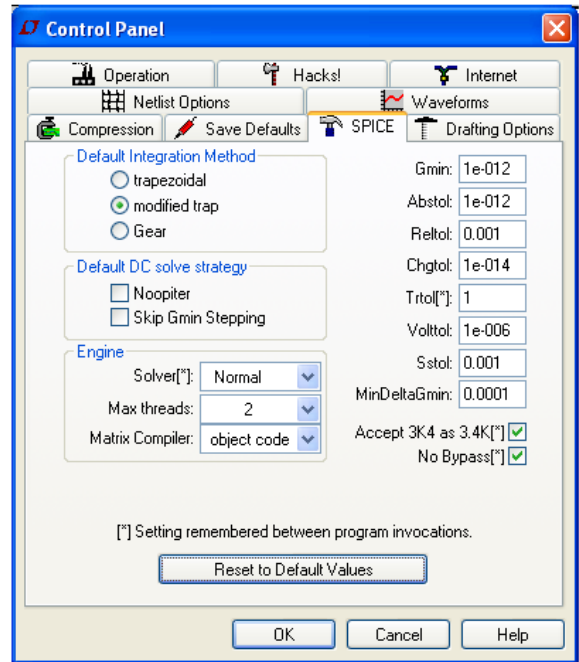 Control Panel
Operation
Hacks!
Internet
Netlist Options
Waveforms
Compression
Save Defaults
SPICE
Drafting Options
Default Integration Method
trapezoidal
modified trap
Gear
Default DC solve strategy
Noopiter
Skip Gmin Stepping
Engine
Solver[*]: Normal
Max threads: 2
Matrix Compiler: object code
Gmin: 1e-012
Abstol: 1e-012
Reltol: 0.001
Chgtol: 1e-014
Trtol[*]: 1
Volttol: 1e-006
Sstol: 0.001
MinDeltaGmin: 0.0001
Accept 3K4 as 3.4K[*]
No Bypass[*]
[*] Setting remembered between program invocations.
Reset to Default Values
OK
Cancel
Help